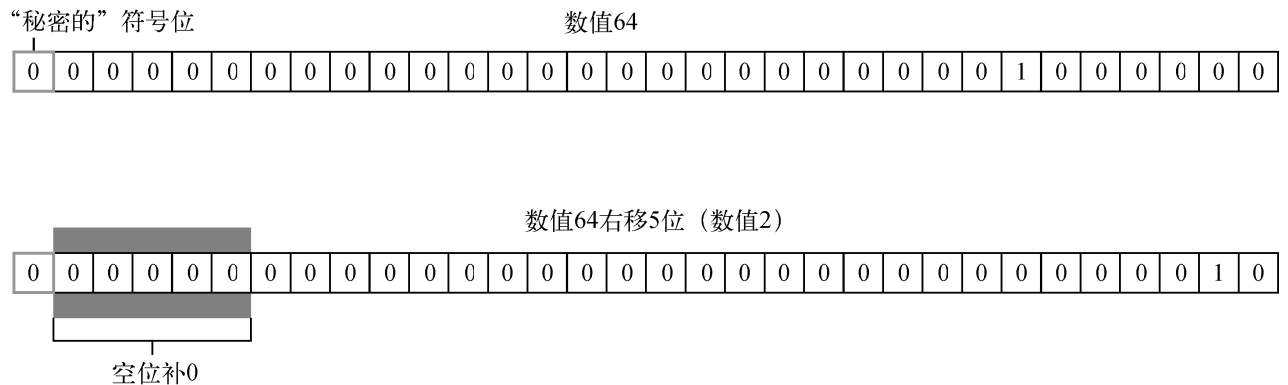 “秘密的”符号位
数值64
0 0 0 0 0 0 0 0 0 0 0 0 0 0 0 0 0 0 0 0 0 0 0 0 0 1 0 0 0 0 0 0
数值64右移5位（数值2）
0 0 0 0 0 0 0 0 0 0 0 0 0 0 0 0 0 0 0 0 0 0 0 0 0 0 0 0 0 0 1 0
空位补0